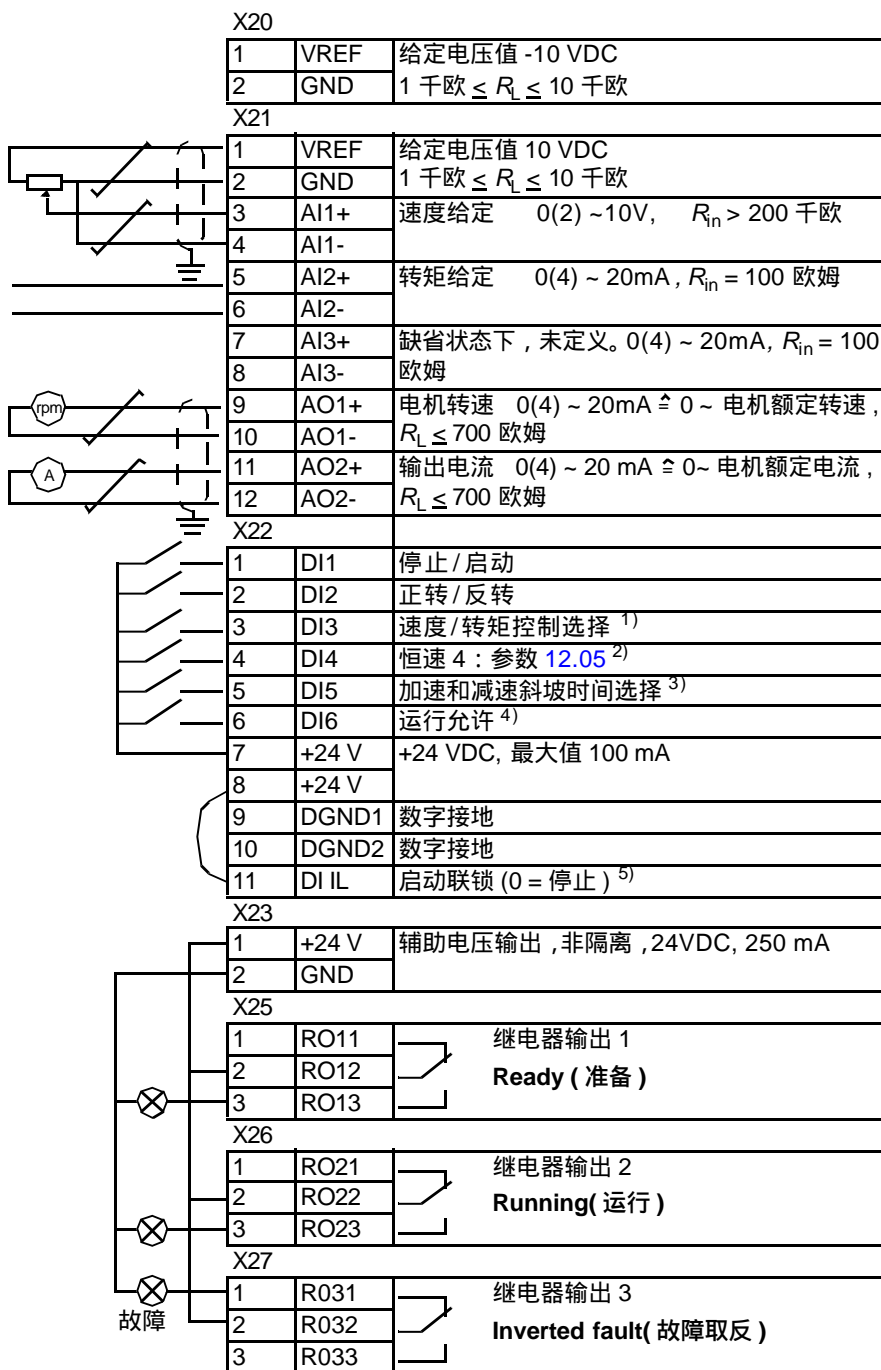 X20
1 VREF 给定电压值 -10 VDC
2 GND 1 千欧 ≤ RL ≤ 10 千欧
X21
1 VREF 给定电压值 10 VDC
2 GND 1 千欧 ≤ RL ≤ 10 千欧
3 AI1+ 速度给定 0(2) ~10V, Rin > 200 千欧
4 AI1-
5 AI2+ 转矩给定 0(4) ~ 20mA , Rin = 100 欧姆
6 AI2-
7 AI3+ 缺省状态下，未定义。0(4) ~ 20mA, Rin = 100
8 AI3- 欧姆
rpm 9 AO1+ 电机转速 0(4) ~ 20mA ≙ 0 ~ 电机额定转速 ,
10 AO1- RL ≤ 700 欧姆
A 11 AO2+ 输出电流 0(4) ~ 20 mA ≙ 0~ 电机额定电流 ,
12 AO2- RL ≤ 700 欧姆
X22
1 DI1 停止 / 启动
2 DI2 正转 / 反转
3 DI3 速度 /转矩控制选择 1)
4 DI4 恒速 4：参数 12.05 2)
5 DI5 加速和减速斜坡时间选择 3)
6 DI6 运行允许 4)
7 +24 V +24 VDC, 最大值 100 mA
8 +24 V
9 DGND1 数字接地
10 DGND2 数字接地
11 DI IL 启动联锁 (0 = 停止 ) 5)
X23
1 +24 V 辅助电压输出 ,非隔离 ,24VDC, 250 mA
2 GND
X25
1 RO11 继电器输出 1
2 RO12 Ready ( 准备 )
3 RO13
X26
1 RO21 继电器输出 2
2 RO22 Running( 运行 )
3 RO23
X27
1 R031 继电器输出 3
故障 2 R032 Inverted fault( 故障取反 )
3 R033